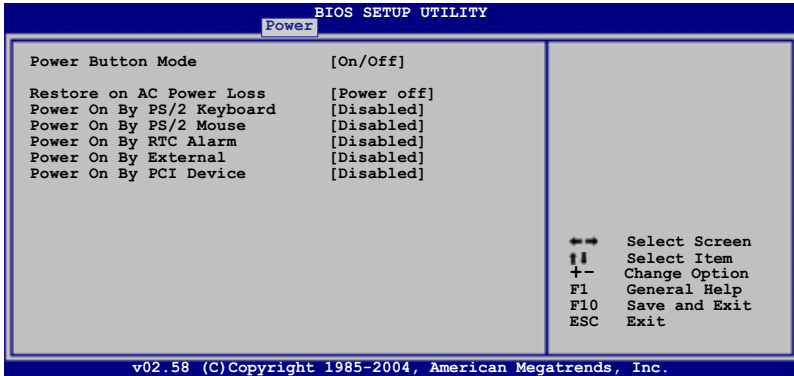 BIOS SETUP UTILITY
Power
Power Button Mode [On/Off]
Restore on AC Power Loss [Power off]
Power On By PS/2 Keyboard [Disabled]
Power On By PS/2 Mouse [Disabled]
Power On By RTC Alarm [Disabled]
Power On By External [Disabled]
Power On By PCI Device [Disabled]
←→ Select Screen
↑↓ Select Item
+- Change Option
F1 General Help
F10 Save and Exit
ESC Exit
v02.58 (C)Copyright 1985-2004, American Megatrends, Inc.